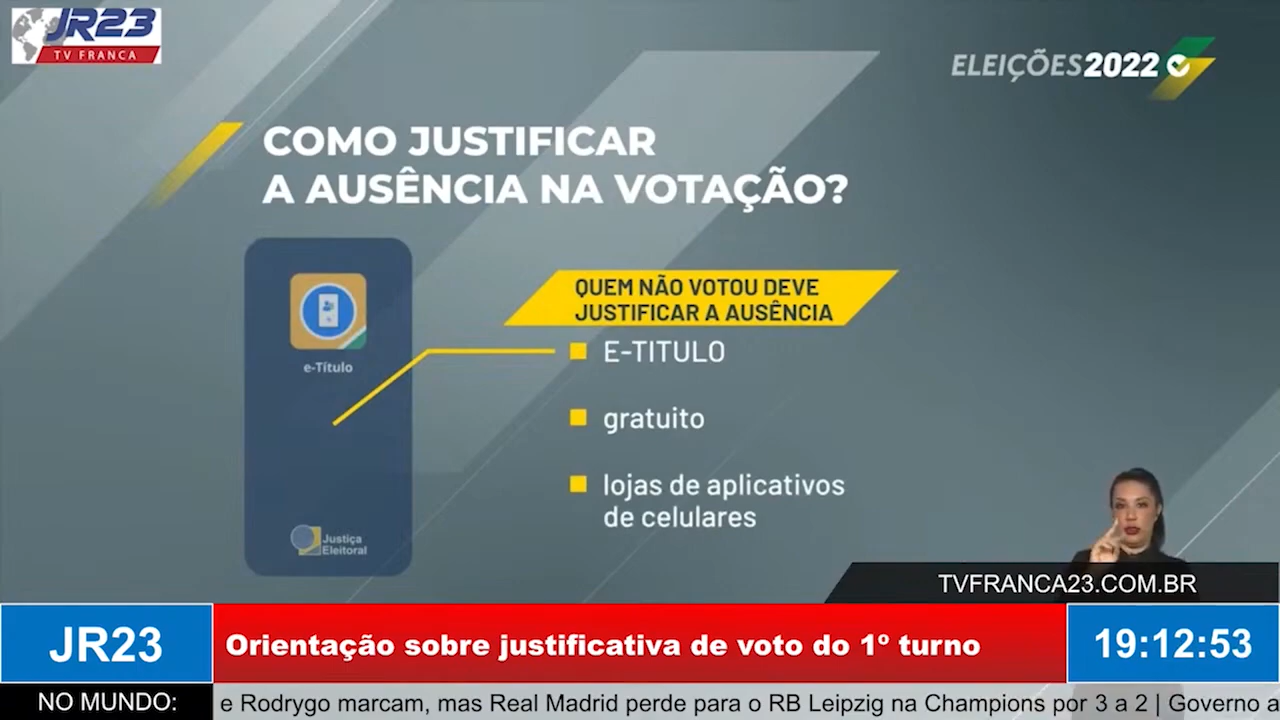 JR23
TV FRANCA
ELEIÇÕES2022
COMO JUSTIFICAR
A AUSÊNCIA NA VOTAÇÃO?
e-Título
Justiça
Eleitoral
QUEM NÃO VOTOU DEVE
JUSTIFICAR A AUSÊNCIA
E-TITULO
gratuito
lojas de aplicativos
de celulares
TVFRANCA23.COM.BR
JR23
Orientação sobre justificativa de voto do 1º turno
19:12:53
NO MUNDO:
e Rodrygo marcam, mas Real Madrid perde para o RB Leipzig na Champions por 3 a 2 | Governo a